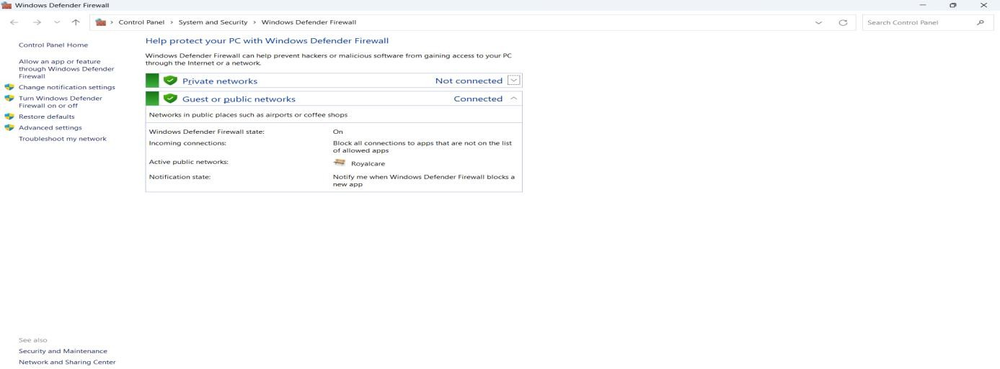 Windows Defender Firewall
Control Panel > System and Security > Windows Defender Firewall
Search Control Panel
Control Panel Home
Allow an app or feature
through Windows Defender
Firewall
Change notification settings
Turn Windows Defender
Firewall on or off
Restore defaults
Advanced settings
Troubleshoot my network
Help protect your PC with Windows Defender Firewall
Windows Defender Firewall can help prevent hackers or malicious software from gaining access to your PC
through the Internet or a network.
Private networks Not connected
Guest or public networks Connected
Networks in public places such as airports or coffee shops
Windows Defender Firewall state: On
Incoming connections: Block all connections to apps that are not on the list
of allowed apps
Active public networks: Royalcare
Notification state: Notify me when Windows Defender Firewall blocks a
new app
See also
Security and Maintenance
Network and Sharing Center